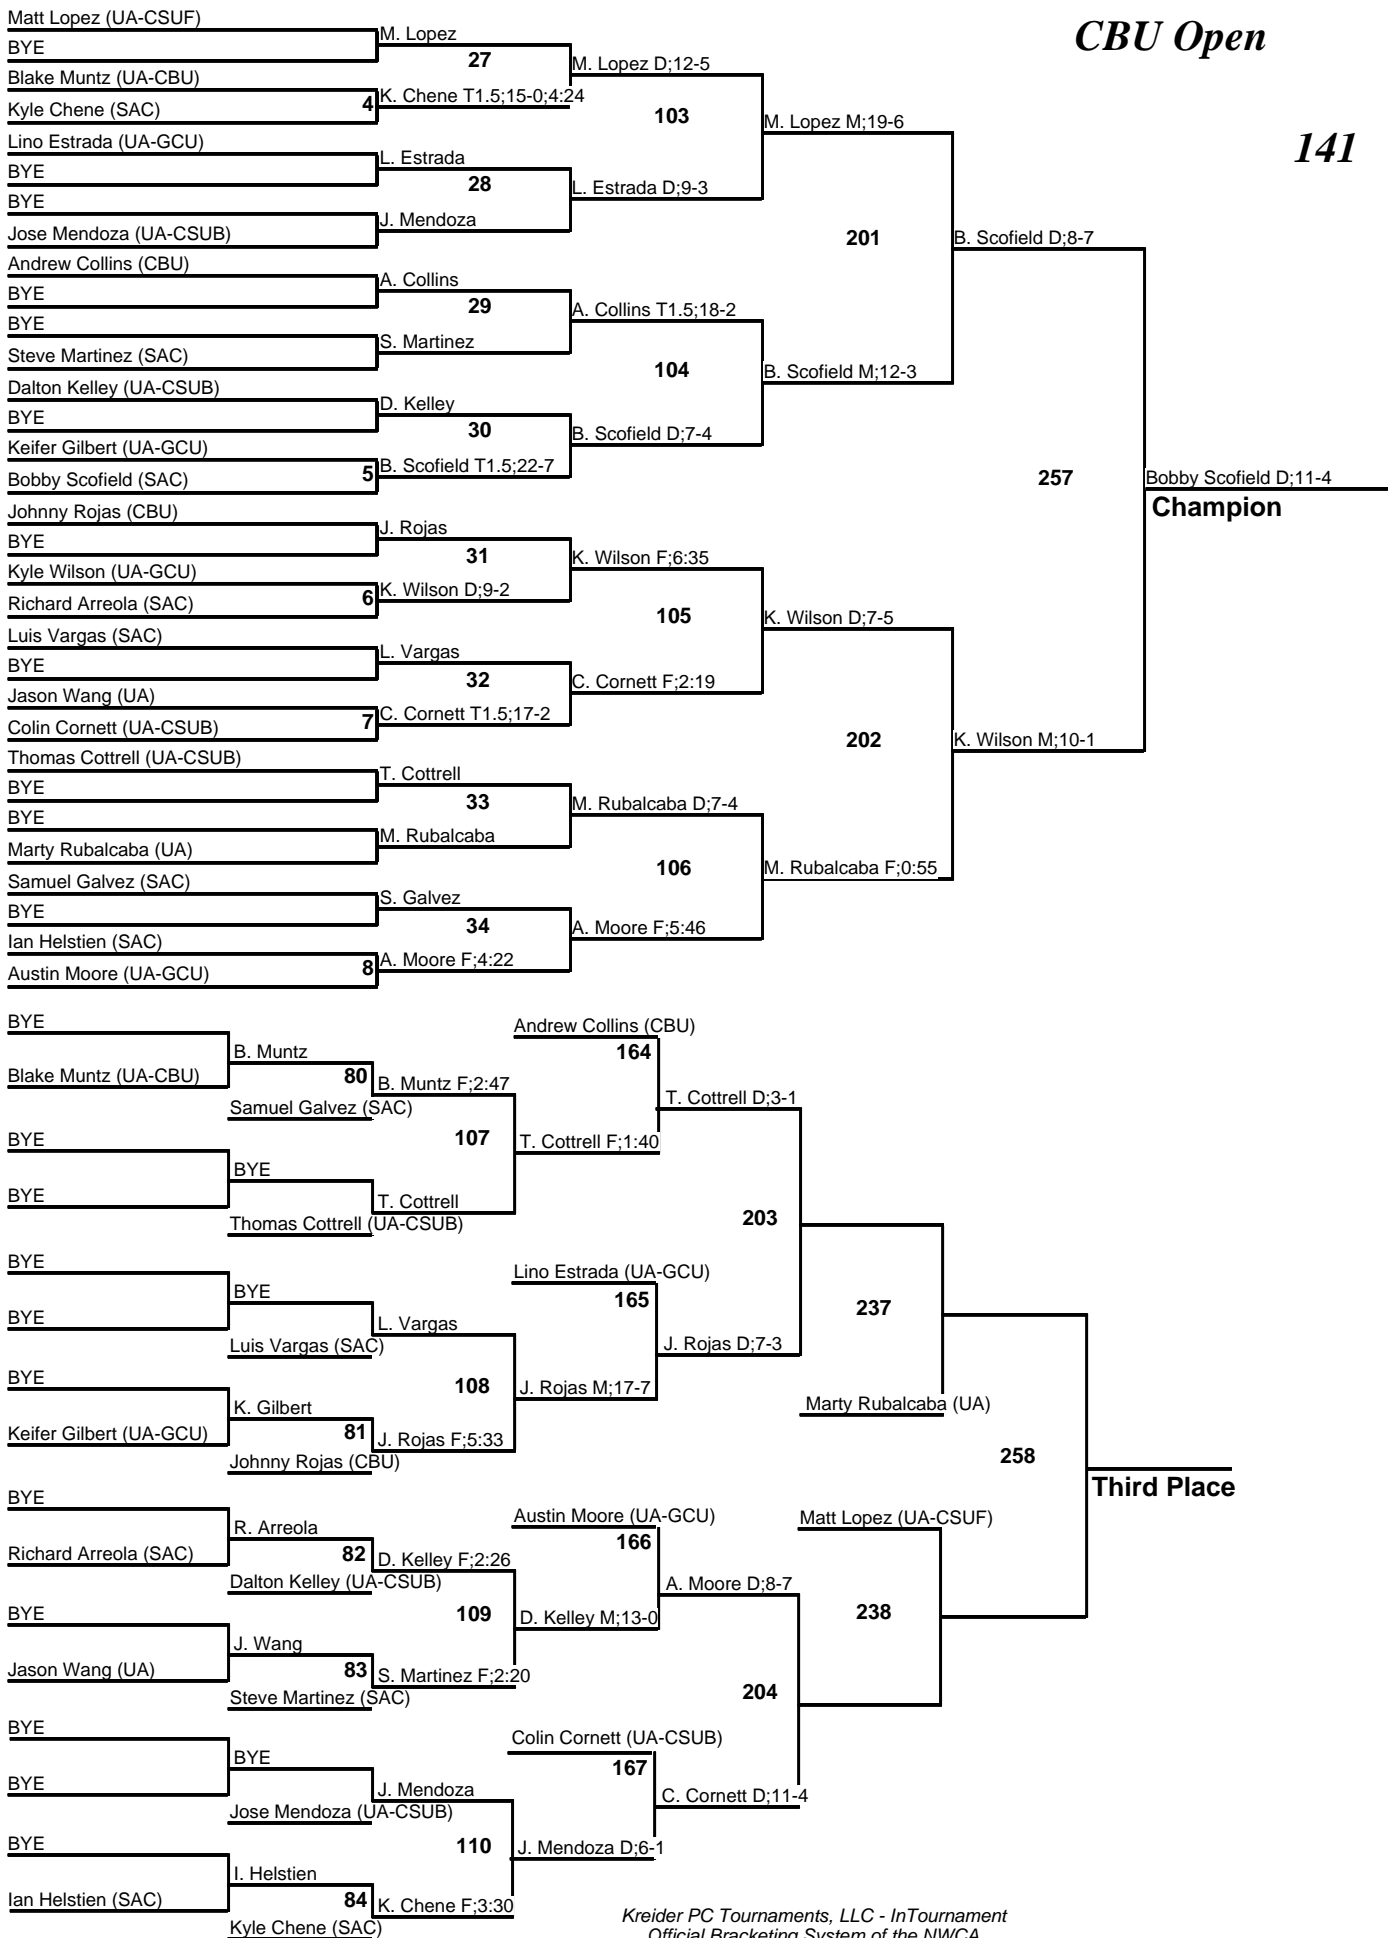 CBU Open
141
Matt Lopez (UA-CSUF)
BYE
Blake Muntz (UA-CBU)
Kyle Chene (SAC)
Lino Estrada (UA-GCU)
BYE
BYE
Jose Mendoza (UA-CSUB)
Andrew Collins (CBU)
BYE
BYE
Steve Martinez (SAC)
Dalton Kelley (UA-CSUB)
BYE
Keifer Gilbert (UA-GCU)
Bobby Scofield (SAC)
Johnny Rojas (CBU)
BYE
Kyle Wilson (UA-GCU)
Richard Arreola (SAC)
Luis Vargas (SAC)
BYE
Jason Wang (UA)
Colin Cornett (UA-CSUB)
Thomas Cottrell (UA-CSUB)
BYE
BYE
Marty Rubalcaba (UA)
Samuel Galvez (SAC)
BYE
Ian Helstien (SAC)
Austin Moore (UA-GCU)
4
5
6
7
8
M. Lopez
27
K. Chene T1.5;15-0;4:24
L. Estrada
28
J. Mendoza
A. Collins
29
S. Martinez
D. Kelley
30
B. Scofield T1.5;22-7
J. Rojas
31
K. Wilson D;9-2
L. Vargas
32
C. Cornett T1.5;17-2
T. Cottrell
33
M. Rubalcaba
S. Galvez
34
A. Moore F;4:22
M. Lopez D;12-5
103
L. Estrada D;9-3
A. Collins T1.5;18-2
104
B. Scofield D;7-4
K. Wilson F;6:35
105
C. Cornett F;2:19
M. Rubalcaba D;7-4
106
A. Moore F;5:46
M. Lopez M;19-6
201
B. Scofield M;12-3
K. Wilson D;7-5
202
M. Rubalcaba F;0:55
B. Scofield D;8-7
257
K. Wilson M;10-1
Bobby Scofield D;11-4
Champion
BYE
Blake Muntz (UA-CBU)
BYE
BYE
BYE
BYE
BYE
Keifer Gilbert (UA-GCU)
BYE
Richard Arreola (SAC)
BYE
Jason Wang (UA)
BYE
BYE
BYE
Ian Helstien (SAC)
B. Muntz
80
Samuel Galvez (SAC)
BYE
Thomas Cottrell (UA-CSUB)
BYE
Luis Vargas (SAC)
K. Gilbert
81
Johnny Rojas (CBU)
R. Arreola
82
Dalton Kelley (UA-CSUB)
J. Wang
83
Steve Martinez (SAC)
BYE
Jose Mendoza (UA-CSUB)
I. Helstien
84
Kyle Chene (SAC)
B. Muntz F;2:47
107
T. Cottrell
L. Vargas
108
J. Rojas F;5:33
D. Kelley F;2:26
109
S. Martinez F;2:20
J. Mendoza
110
K. Chene F;3:30
Andrew Collins (CBU)
164
T. Cottrell F;1:40
Lino Estrada (UA-GCU)
165
J. Rojas M;17-7
Austin Moore (UA-GCU)
166
D. Kelley M;13-0
Colin Cornett (UA-CSUB)
167
J. Mendoza D;6-1
T. Cottrell D;3-1
203
J. Rojas D;7-3
A. Moore D;8-7
204
C. Cornett D;11-4
237
Marty Rubalcaba (UA)
Matt Lopez (UA-CSUF)
238
258
Third Place
Kreider PC Tournaments, LLC - InTournament
Official Bracketing System of the NWCA